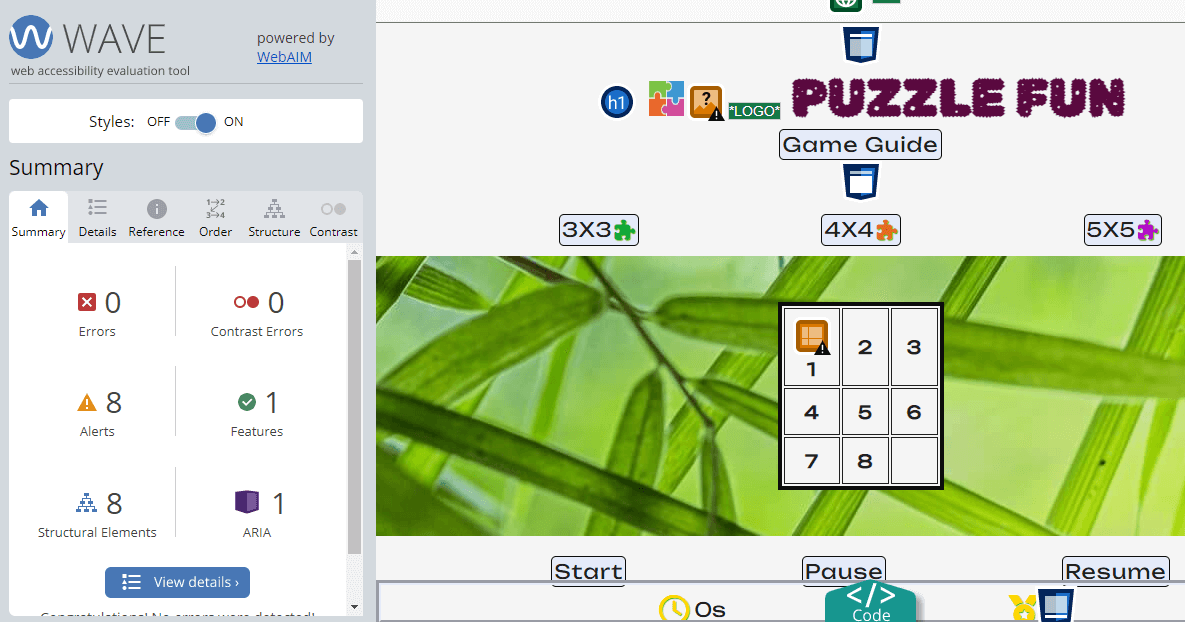 WAVE
powered by
WebAIM
web accessibility evaluation tool
Styles: OFF ON
Summary
Summary Details Reference Order Structure Contrast
0 0
Errors Contrast Errors
8 1
Alerts Features
8 1
Structural Elements ARIA
View details ›
Congratulations! No errors were detected!
h1 ? *LOGO* PUZZLE FUN
Game Guide
3X3 4X4 5X5
1 2 3
4 5 6
7 8
Start Pause Resume
0s </>
Code